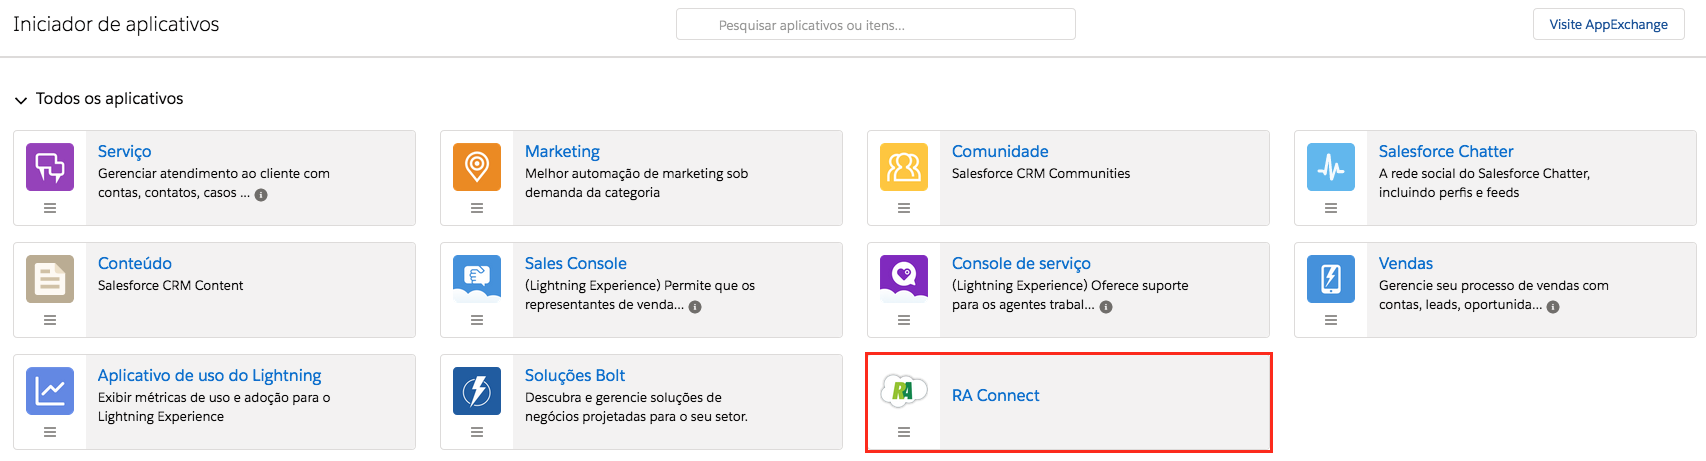 Iniciador de aplicativos
Pesquisar aplicativos ou itens...
Visite AppExchange
Todos os aplicativos
Serviço
Gerenciar atendimento ao cliente com
contas, contatos, casos ...
Marketing
Melhor automação de marketing sob
demanda da categoria
Comunidade
Salesforce CRM Communities
Salesforce Chatter
A rede social do Salesforce Chatter,
incluindo perfis e feeds
Conteúdo
Salesforce CRM Content
Sales Console
(Lightning Experience) Permite que os
representantes de venda...
Console de serviço
(Lightning Experience) Oferece suporte
para os agentes trabal...
Vendas
Gerencie seu processo de vendas com
contas, leads, oportunida...
Aplicativo de uso do Lightning
Exibir métricas de uso e adoção para o
Lightning Experience
Soluções Bolt
Descubra e gerencie soluções de
negócios projetadas para o seu setor.
RA
RA Connect